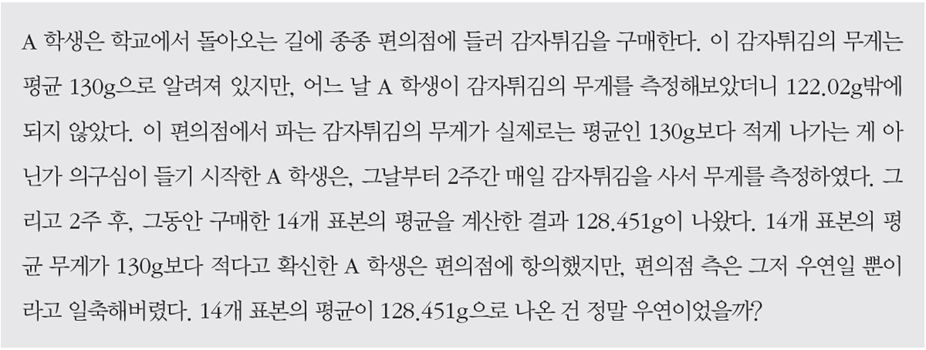 A 학생은 학교에서 돌아오는 길에 종종 편의점에 들러 감자튀김을 구매한다. 이 감자튀김의 무게는
평균 130g으로 알려져 있지만, 어느 날 A 학생이 감자튀김의 무게를 측정해보았더니 122.02g밖에
되지 않았다. 이 편의점에서 파는 감자튀김의 무게가 실제로는 평균인 130g보다 적게 나가는 게 아
닌가 의구심이 들기 시작한 A 학생은, 그날부터 2주간 매일 감자튀김을 사서 무게를 측정하였다. 그
리고 2주 후, 그동안 구매한 14개 표본의 평균을 계산한 결과 128.451g이 나왔다. 14개 표본의 평
균 무게가 130g보다 적다고 확신한 A 학생은 편의점에 항의했지만, 편의점 측은 그저 우연일 뿐이
라고 일축해버렸다. 14개 표본의 평균이 128.451g으로 나온 건 정말 우연이었을까?